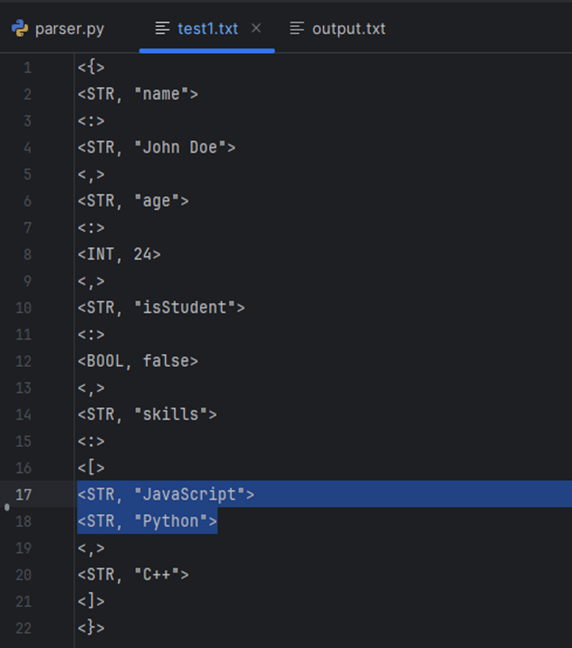 parser.py test1.txt output.txt
1 <{>
2 <STR, "name">
3 <:>
4 <STR, "John Doe">
5 <,>
6 <STR, "age">
7 <:>
8 <INT, 24>
9 <,>
10 <STR, "isStudent">
11 <:>
12 <BOOL, false>
13 <,>
14 <STR, "skills">
15 <:>
16 <[>
17 <STR, "JavaScript">
18 <STR, "Python">
19 <,>
20 <STR, "C++">
21 <]>
22 <}>